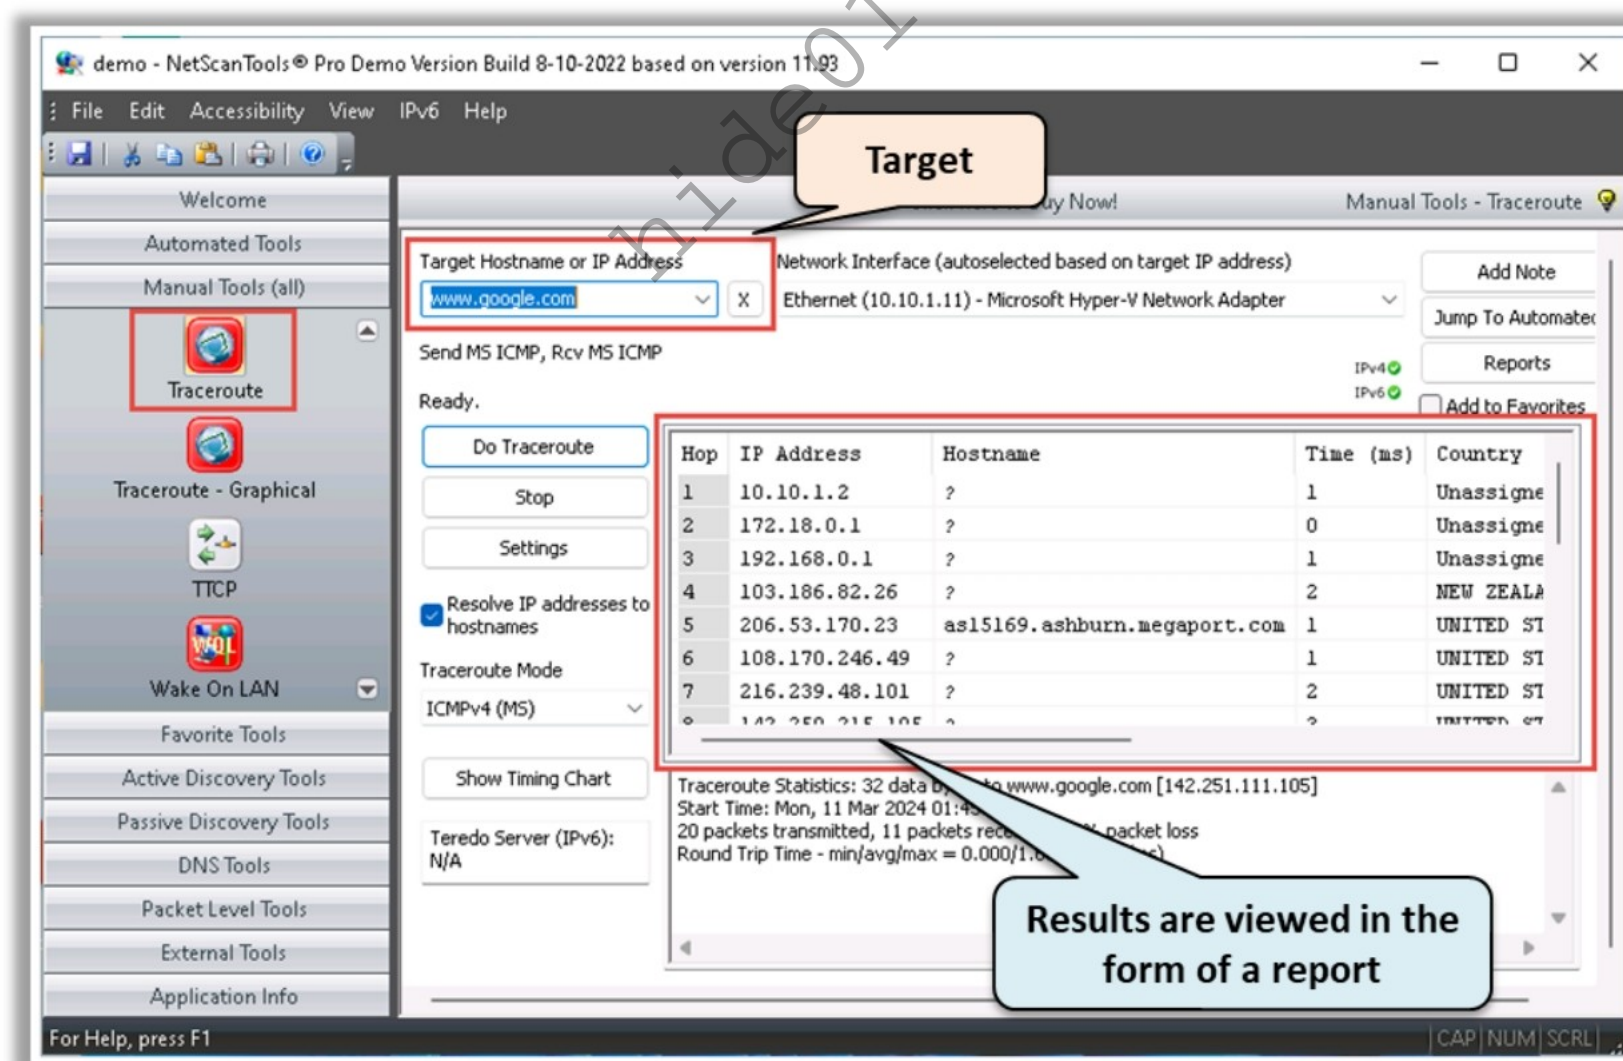 demo - NetScanTools® Pro Demo Version Build 8-10-2022 based on version 11.93
File Edit Accessibility View IPv6 Help
hide01
Target
Welcome
Buy Now!
Manual Tools - Traceroute
Automated Tools
Manual Tools (all)
Traceroute
Traceroute - Graphical
TTCP
WOL
Wake On LAN
Favorite Tools
Active Discovery Tools
Passive Discovery Tools
DNS Tools
Packet Level Tools
External Tools
Application Info
Target Hostname or IP Address
www.google.com
X
Network Interface (autoselected based on target IP address)
Ethernet (10.10.1.11) - Microsoft Hyper-V Network Adapter
Add Note
Jump To Automated
Reports
Add to Favorites
Send MS ICMP, Rcv MS ICMP
IPv4
IPv6
Ready.
Do Traceroute
Stop
Settings
Resolve IP addresses to
hostnames
Traceroute Mode
ICMPv4 (MS)
Show Timing Chart
Teredo Server (IPv6):
N/A
Hop IP Address Hostname Time (ms) Country
1 10.10.1.2 ? 1 Unassigne
2 172.18.0.1 ? 0 Unassigne
3 192.168.0.1 ? 1 Unassigne
4 103.186.82.26 ? 2 NEW ZEALA
5 206.53.170.23 as15169.ashburn.megaport.com 1 UNITED ST
6 108.170.246.49 ? 1 UNITED ST
7 216.239.48.101 ? 2 UNITED ST
Traceroute Statistics: 32 data to www.google.com [142.251.111.105]
Start Time: Mon, 11 Mar 2024
20 packets transmitted, 11 packets packet loss
Round Trip Time - min/avg/max =
Results are viewed in the
form of a report
For Help, press F1
CAP NUM SCRL